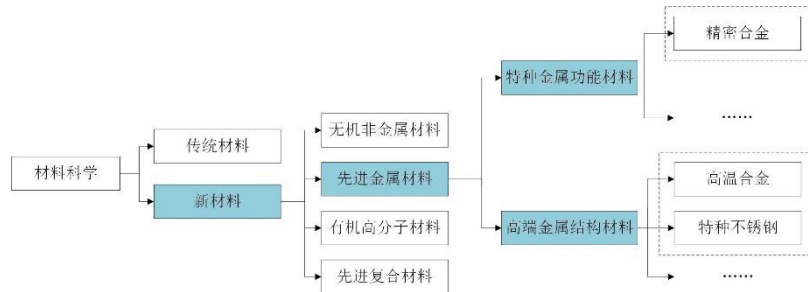 材料科学
传统材料
新材料
无机非金属材料
先进金属材料
有机高分子材料
先进复合材料
特种金属功能材料
高端金属结构材料
精密合金
……
高温合金
特种不锈钢
……